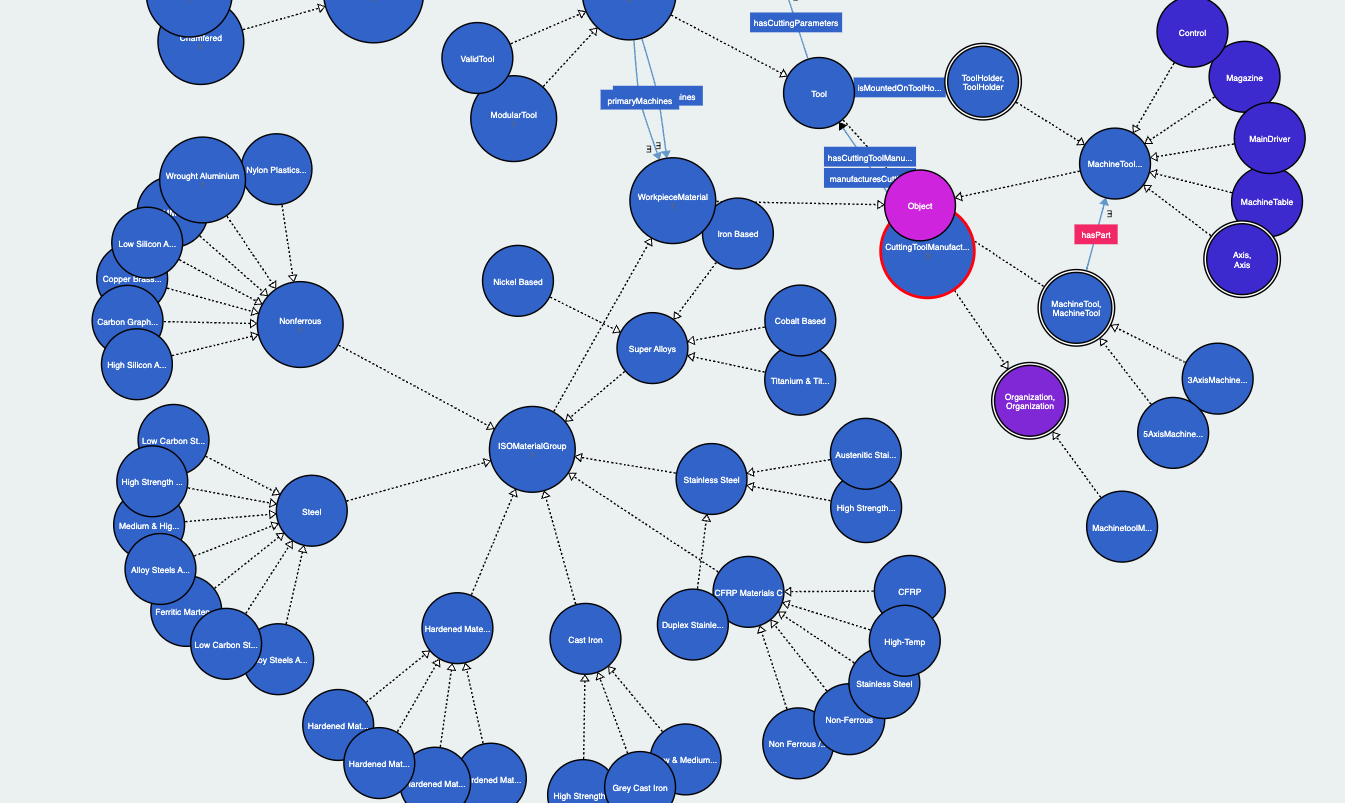 hasCuttingParameters
Control
Chamfered
ValidTool
Magazine
ToolHolder,
ToolHolder
isMountedOnToolHo...
Tool
primaryMachines
ModularTool
MainDriver
MachineTool...
hasCuttingToolManu...
Wrought Aluminium
Nylon Plastics...
WorkpieceMaterial
Object
MachineTable
Iron Based
hasPart
Low Silicon A...
CuttingToolManufact...
Axis,
Axis
Copper Brass...
Nickel Based
MachineTool,
MachineTool
Carbon Graph...
Nonferrous
Cobalt Based
Super Alloys
High Silicon A...
Titanium & Tit...
3AxisMachine...
Organization,
Organization
5AxisMachine...
Low Carbon St...
ISOMaterialGroup
Austenitic Stai...
High Strength ...
Stainless Steel
High Strength...
Steel
Medium & Hig...
MachinetoolM...
Alloy Steels A...
CFRP Materials C
CFRP
Ferritic Marten
Duplex Stainle...
Hardened Mate...
Cast Iron
High-Temp
Low Carbon St...
oy Steels A...
Stainless Steel
Non-Ferrous
Hardened Mat...
Non Ferrous /...
Hardened Mat...
w & Medium...
ardened Mat...
rdened Mat...
High Strength
Grey Cast Iron